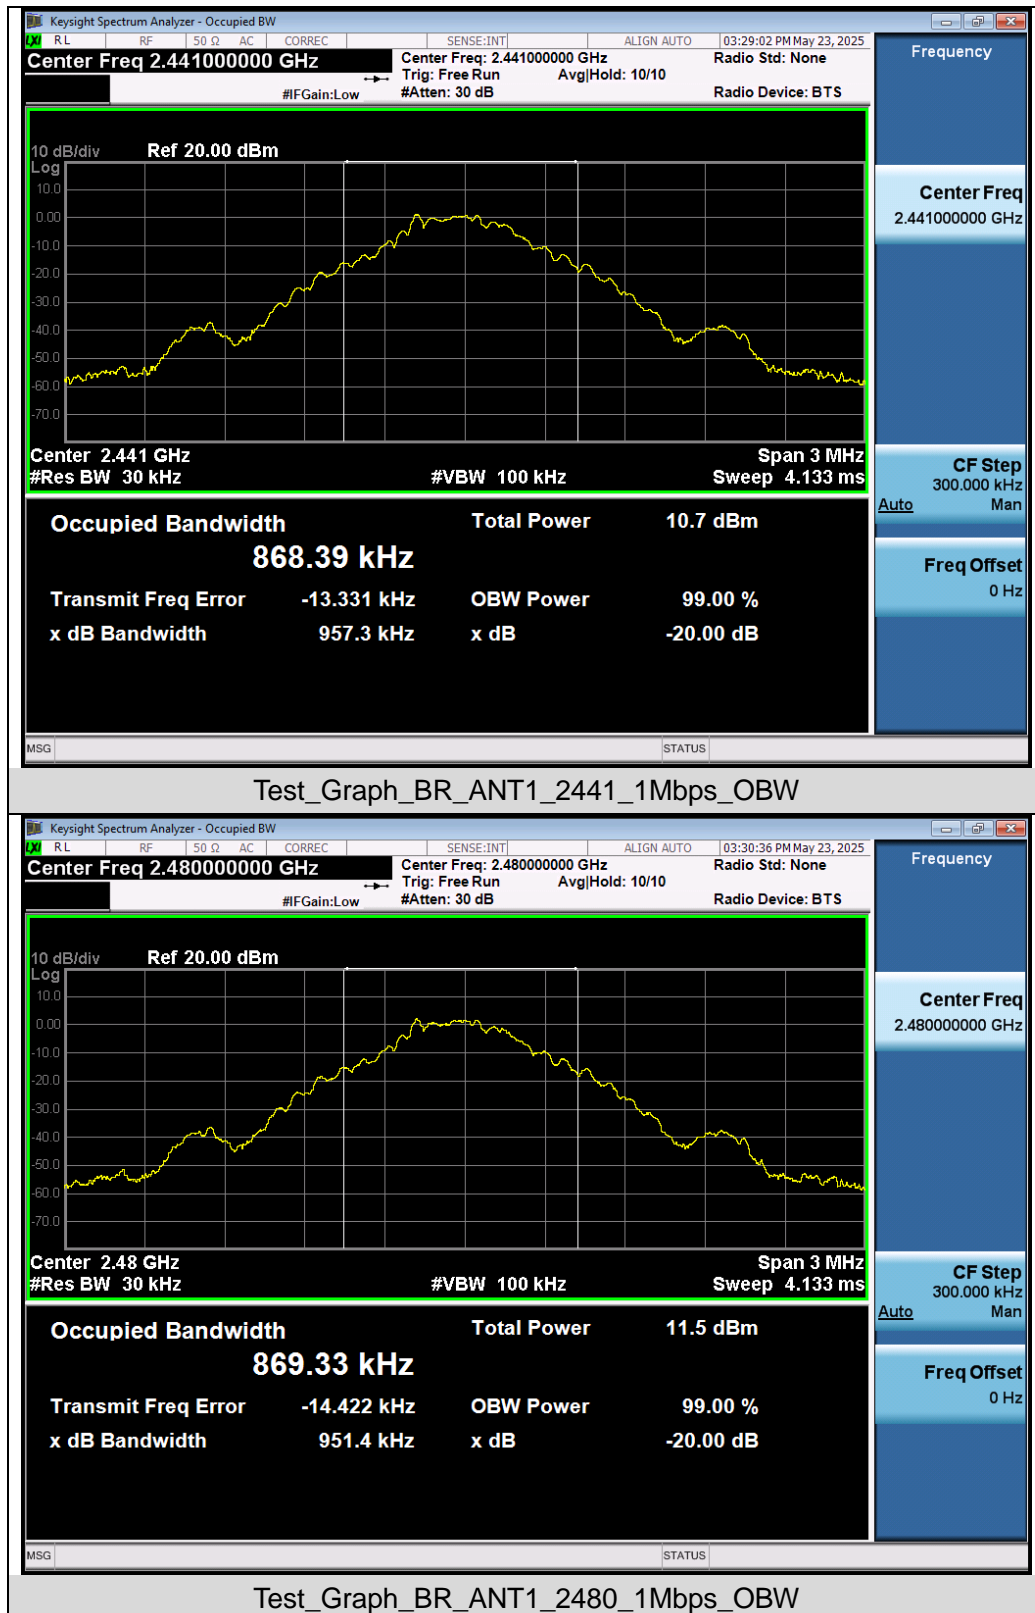 Keysight Spectrum Analyzer - Occupied BW
LXI RL RF 50 Ω AC CORREC SENSE:INT ALIGN AUTO 03:29:02 PM May 23, 2025
Center Freq 2.441000000 GHz
Center Freq: 2.441000000 GHz Radio Std: None
Trig: Free Run Avg|Hold: 10/10
#IFGain:Low #Atten: 30 dB Radio Device: BTS
Frequency
10 dB/div Ref 20.00 dBm
Log
10.0
0.00
-10.0
-20.0
-30.0
-40.0
-50.0
-60.0
-70.0
Center 2.441 GHz Span 3 MHz
#Res BW 30 kHz #VBW 100 kHz Sweep 4.133 ms
Center Freq
2.441000000 GHz
CF Step
300.000 kHz
Auto Man
Freq Offset
0 Hz
Occupied Bandwidth Total Power 10.7 dBm
868.39 kHz
Transmit Freq Error -13.331 kHz OBW Power 99.00 %
x dB Bandwidth 957.3 kHz x dB -20.00 dB
MSG STATUS
Test_Graph_BR_ANT1_2441_1Mbps_OBW
Keysight Spectrum Analyzer - Occupied BW
LXI RL RF 50 Ω AC CORREC SENSE:INT ALIGN AUTO 03:30:36 PM May 23, 2025
Center Freq 2.480000000 GHz
Center Freq: 2.480000000 GHz Radio Std: None
Trig: Free Run Avg|Hold: 10/10
#IFGain:Low #Atten: 30 dB Radio Device: BTS
Frequency
10 dB/div Ref 20.00 dBm
Log
10.0
0.00
-10.0
-20.0
-30.0
-40.0
-50.0
-60.0
-70.0
Center 2.48 GHz Span 3 MHz
#Res BW 30 kHz #VBW 100 kHz Sweep 4.133 ms
Center Freq
2.480000000 GHz
CF Step
300.000 kHz
Auto Man
Freq Offset
0 Hz
Occupied Bandwidth Total Power 11.5 dBm
869.33 kHz
Transmit Freq Error -14.422 kHz OBW Power 99.00 %
x dB Bandwidth 951.4 kHz x dB -20.00 dB
MSG STATUS
Test_Graph_BR_ANT1_2480_1Mbps_OBW